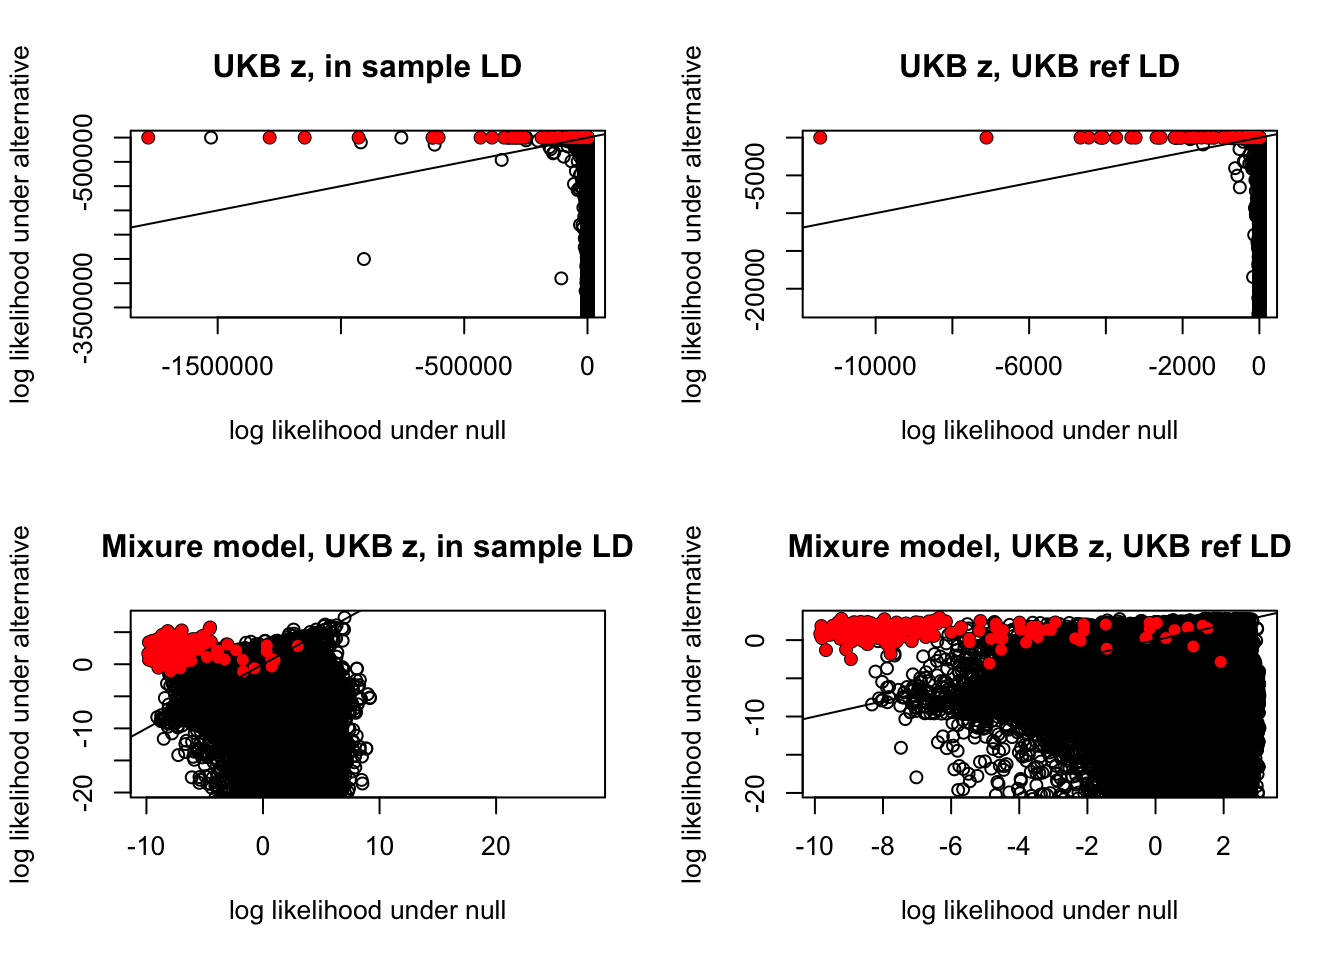 UKB z, in sample LD
log likelihood under alternative
-5000000
-35000000
-1500000
-500000
0
log likelihood under null
UKB z, UKB ref LD
log likelihood under alternative
-5000
-20000
-10000
-6000
-2000
0
log likelihood under null
Mixure model, UKB z, in sample LD
log likelihood under alternative
0
-10
-20
-10
0
10
20
log likelihood under null
Mixure model, UKB z, UKB ref LD
log likelihood under alternative
0
-10
-20
-10
-8
-6
-4
-2
0
2
log likelihood under null